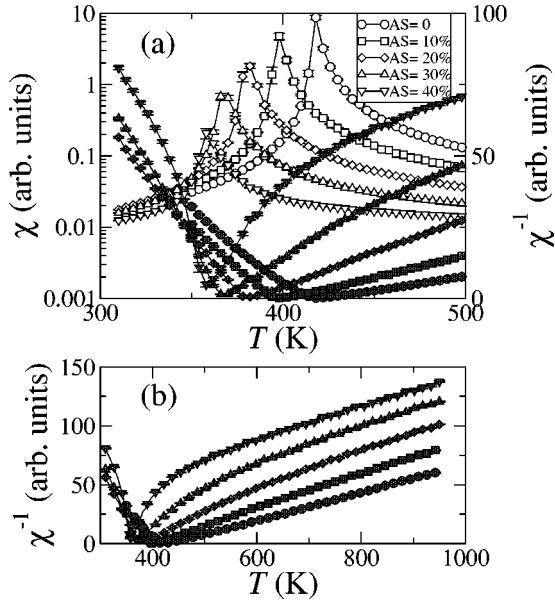 (a)
AS= 0
AS= 10%
AS= 20%
AS= 30%
AS= 40%
10
1
0.1
0.01
0.001
χ (arb. units)
100
50
0
χ⁻¹ (arb. units)
300 400 500
T (K)
(b)
150
100
50
0
χ⁻¹ (arb. units)
400 600 800 1000
T (K)